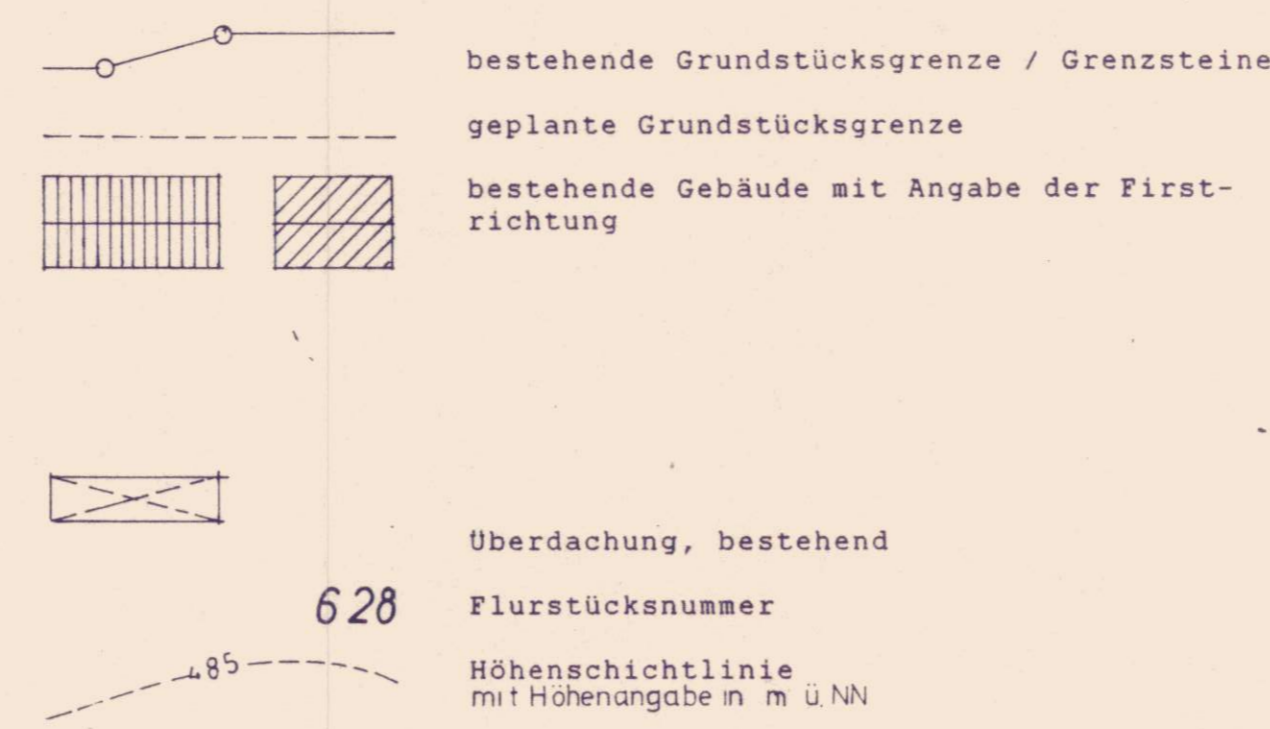 bestehende Grundstücksgrenze / Grenzsteine
geplante Grundstücksgrenze
bestehende Gebäude mit Angabe der First-
richtung
Überdachung, bestehend
628 Flurstücksnummer
485 Höhenschichtlinie
mit Höhenangabe in m ü. NN